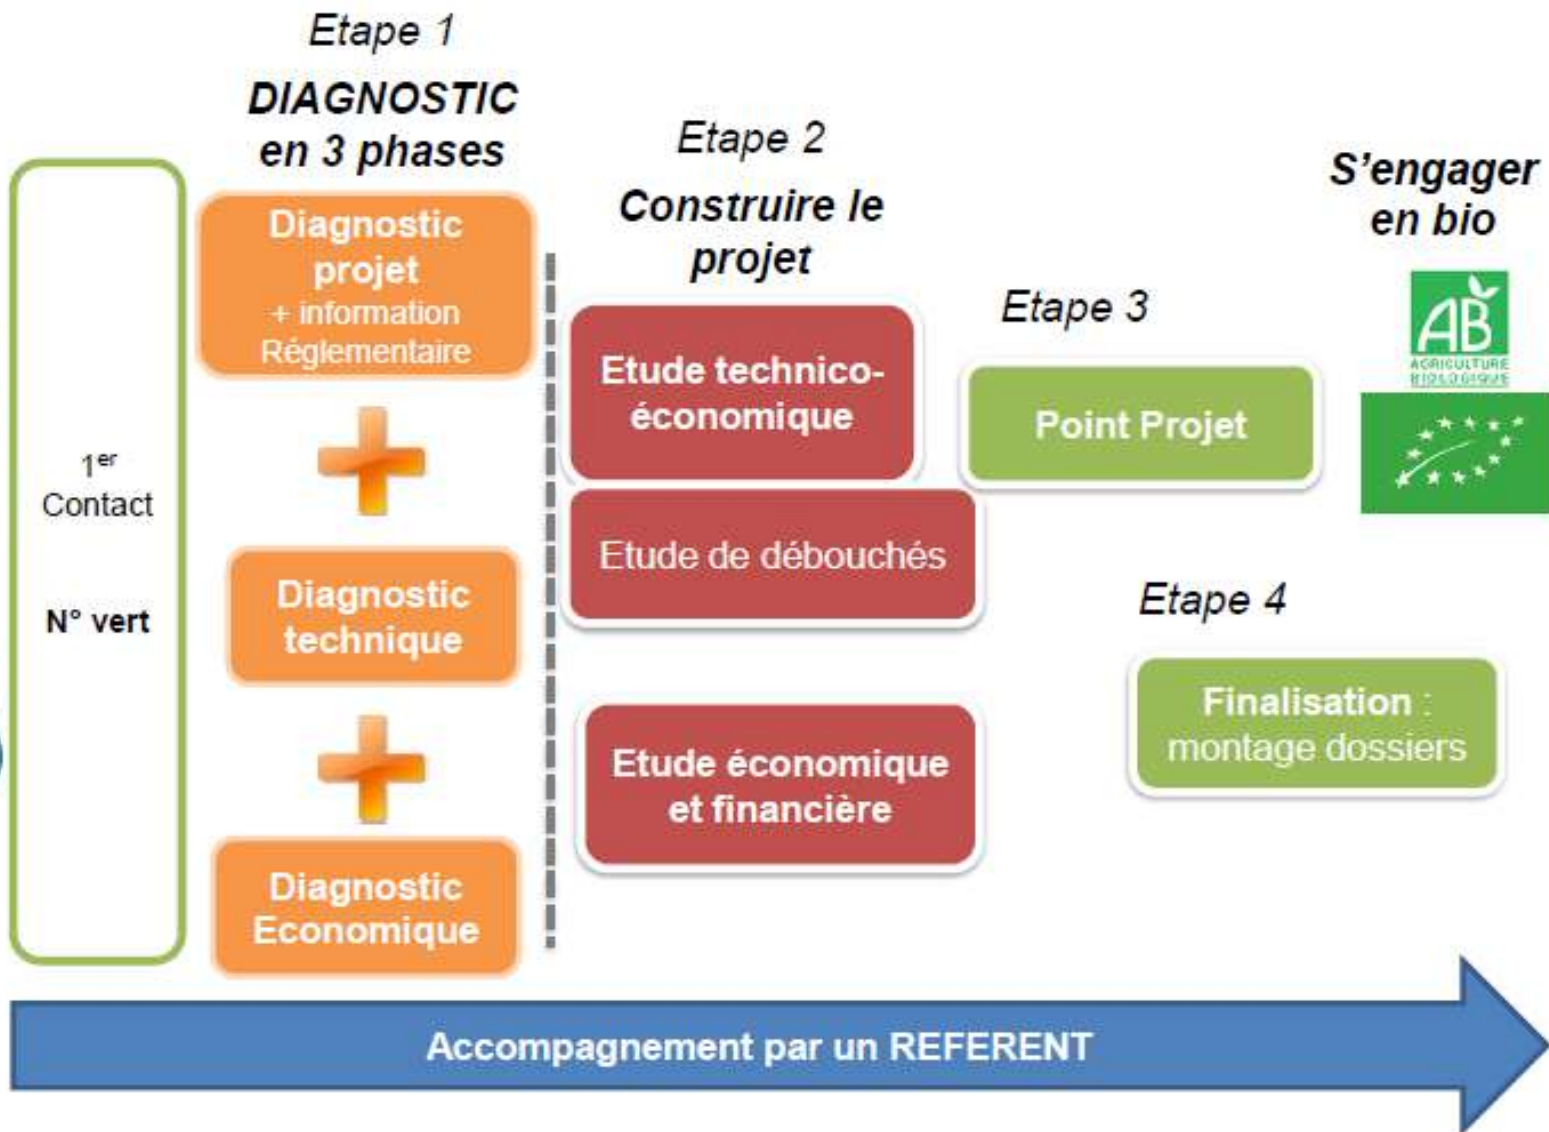 1er
Contact
N° vert
Etape 1
DIAGNOSTIC
en 3 phases
Diagnostic
projet
+ information
Réglementaire
Diagnostic
technique
Diagnostic
Economique
Etape 2
Construire le
projet
Etude technico-
économique
Etude de débouchés
Etude économique
et financière
Etape 3
Point Projet
Etape 4
Finalisation :
montage dossiers
S'engager
en bio
AB
AGRICULTURE
BIOLOGIQUE
Accompagnement par un REFERENT